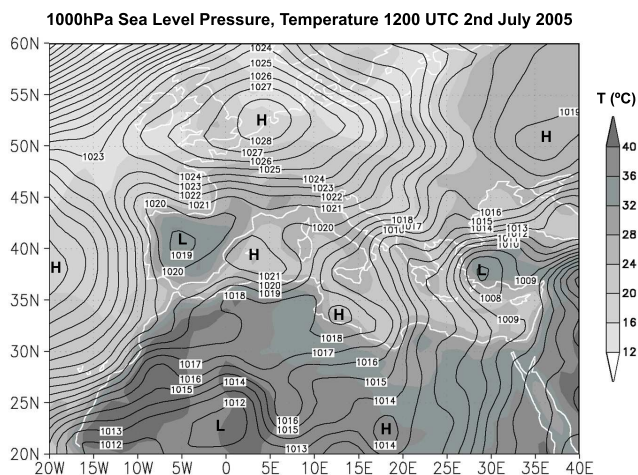 1000hPa Sea Level Pressure, Temperature 1200 UTC 2nd July 2005
60N
1024
1025
1026
1027
T (ºC)
55N
H
1019
40
50N
1028
H
1027
1023
1026
1025
36
45N
1024
1024
1023
1023
1022
1022
1021
1021
1020
1016
1018
1015
1014
1013
1012
32
1020
40N
L
1019
H
H
1020
L
1009
28
1021
1020
1019
1018
1008
24
35N
H
1009
1018
20
30N
1017
1017
1016
1016
1015
1014
1015
16
25N
1012
1014
12
L
1016
1015
H
1013
1012
1013
1014
20N
20W
15W
10W
5W
0
5E
10E
15E
20E
25E
30E
35E
40E